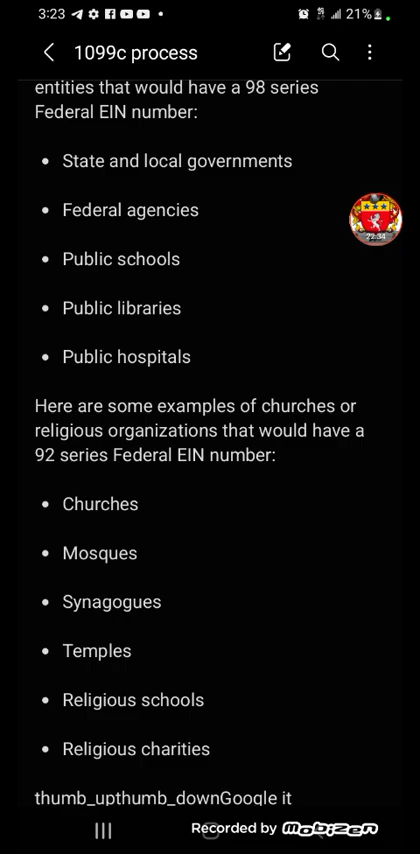 3:23
21%
1099c process
entities that would have a 98 series
Federal EIN number:
• State and local governments
• Federal agencies
• Public schools
• Public libraries
• Public hospitals
22:34
Here are some examples of churches or
religious organizations that would have a
92 series Federal EIN number:
• Churches
• Mosques
• Synagogues
• Temples
• Religious schools
• Religious charities
thumb_upthumb_downGoogle it
Recorded by mobizen